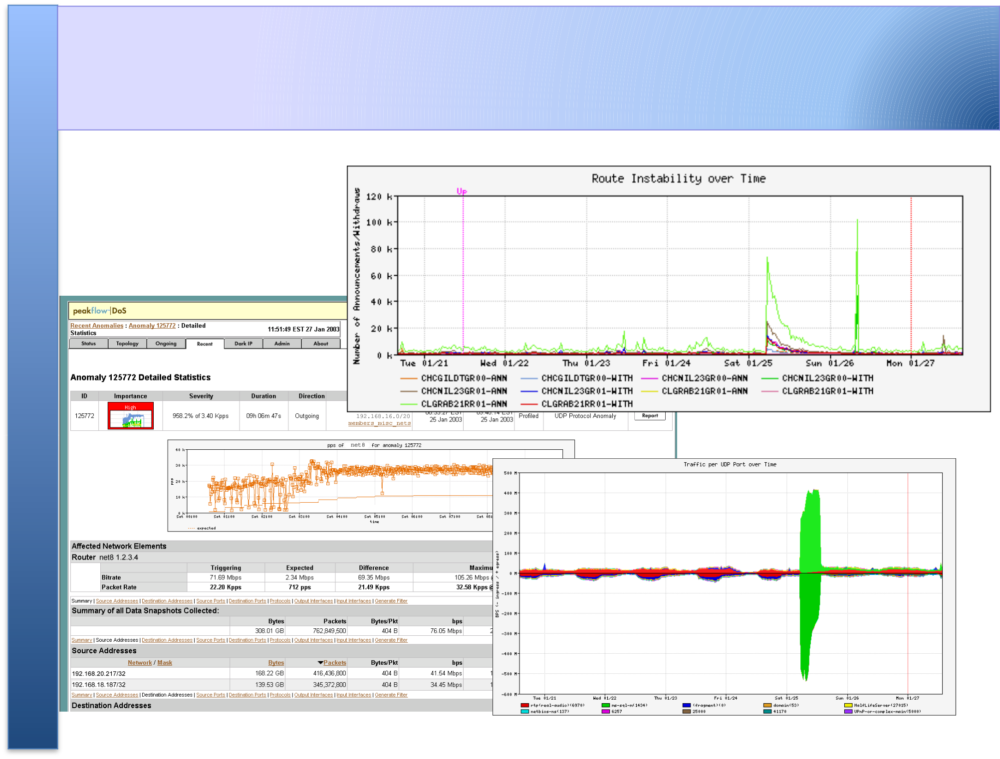 Route Instability over Time
Up
Number of Announcements/Withdraws
120 k
100 k
80 k
60 k
40 k
20 k
0 k
Tue 01/21 Wed 01/22 Thu 01/23 Fri 01/24 Sat 01/25 Sun 01/26 Mon 01/27
CHCGILDTGR00-ANN CHCGILDTGR00-WITH CHCNIL23GR00-ANN CHCNIL23GR00-WITH
CHCNIL23GR01-ANN CHCNIL23GR01-WITH CLGRAB21GR01-ANN CLGRAB21GR01-WITH
CLGRAB21RR01-ANN CLGRAB21RR01-WITH
peakflow DoS
Recent Anomalies : Anomaly 125772 : Detailed
Statistics
11:51:49 EST 27 Jan 2003
Status Topology Ongoing Recent Dark IP Admin About
Anomaly 125772 Detailed Statistics
ID Importance Severity Duration Direction
High
125772 958.2% of 3.40 Kpps 09h 06m 47s Outgoing
192.168.16.0/20
members_misc_nets
25 Jan 2003
25 Jan 2003
Profiled UDP Protocol Anomaly Report
pps of net8 for anomaly 125772
40 k
30 k
20 k
10 k
0 k
pps
Sat 00:00 Sat 01:00 Sat 02:00 Sat 03:00 Sat 04:00 Sat 05:00 Sat 06:00 Sat 07:00 Sat 08:
time
---- expected
Affected Network Elements
Router net8 1.2.3.4
Triggering Expected Difference Maximu
Bitrate 71.69 Mbps 2.34 Mbps 69.35 Mbps 105.26 Mbps @
Packet Rate 22.20 Kpps 712 pps 21.49 Kpps 32.58 Kpps @
Summary | Source Addresses | Destination Addresses | Source Ports | Destination Ports | Protocols | Output Interfaces | Input Interfaces | Generate Filter
Summary of all Data Snapshots Collected:
Bytes Packets Bytes/Pkt bps
308.01 GB 762,849,500 404 B 76.05 Mbps 2
Summary | Source Addresses | Destination Addresses | Source Ports | Destination Ports | Protocols | Output Interfaces | Input Interfaces | Generate Filter
Source Addresses
Network / Mask Bytes Packets Bytes/Pkt bps
192.168.20.217/32 168.22 GB 416,436,800 404 B 41.54 Mbps 1
192.168.18.187/32 139.53 GB 345,372,800 404 B 34.45 Mbps 1
Summary | Source Addresses | Destination Addresses | Source Ports | Destination Ports | Protocols | Output Interfaces | Input Interfaces | Generate Filter
Destination Addresses
Traffic per UDP Port over Time
500 M
400 M
300 M
200 M
100 M
0 M
-100 M
-200 M
-300 M
-400 M
-500 M
-600 M
BPS (- ingress / + egress)
Tue 01/21 Wed 01/22 Thu 01/23 Fri 01/24 Sat 01/25 Sun 01/26 Mon 01/27
rtp(real-audio)(6970) ms-sql-m(1434) (fragment)(0) domain(53) HalfLifeServer(27015)
netbios-ns(137) 6257 25000 41170 UPnP-or-complex-main(5000)